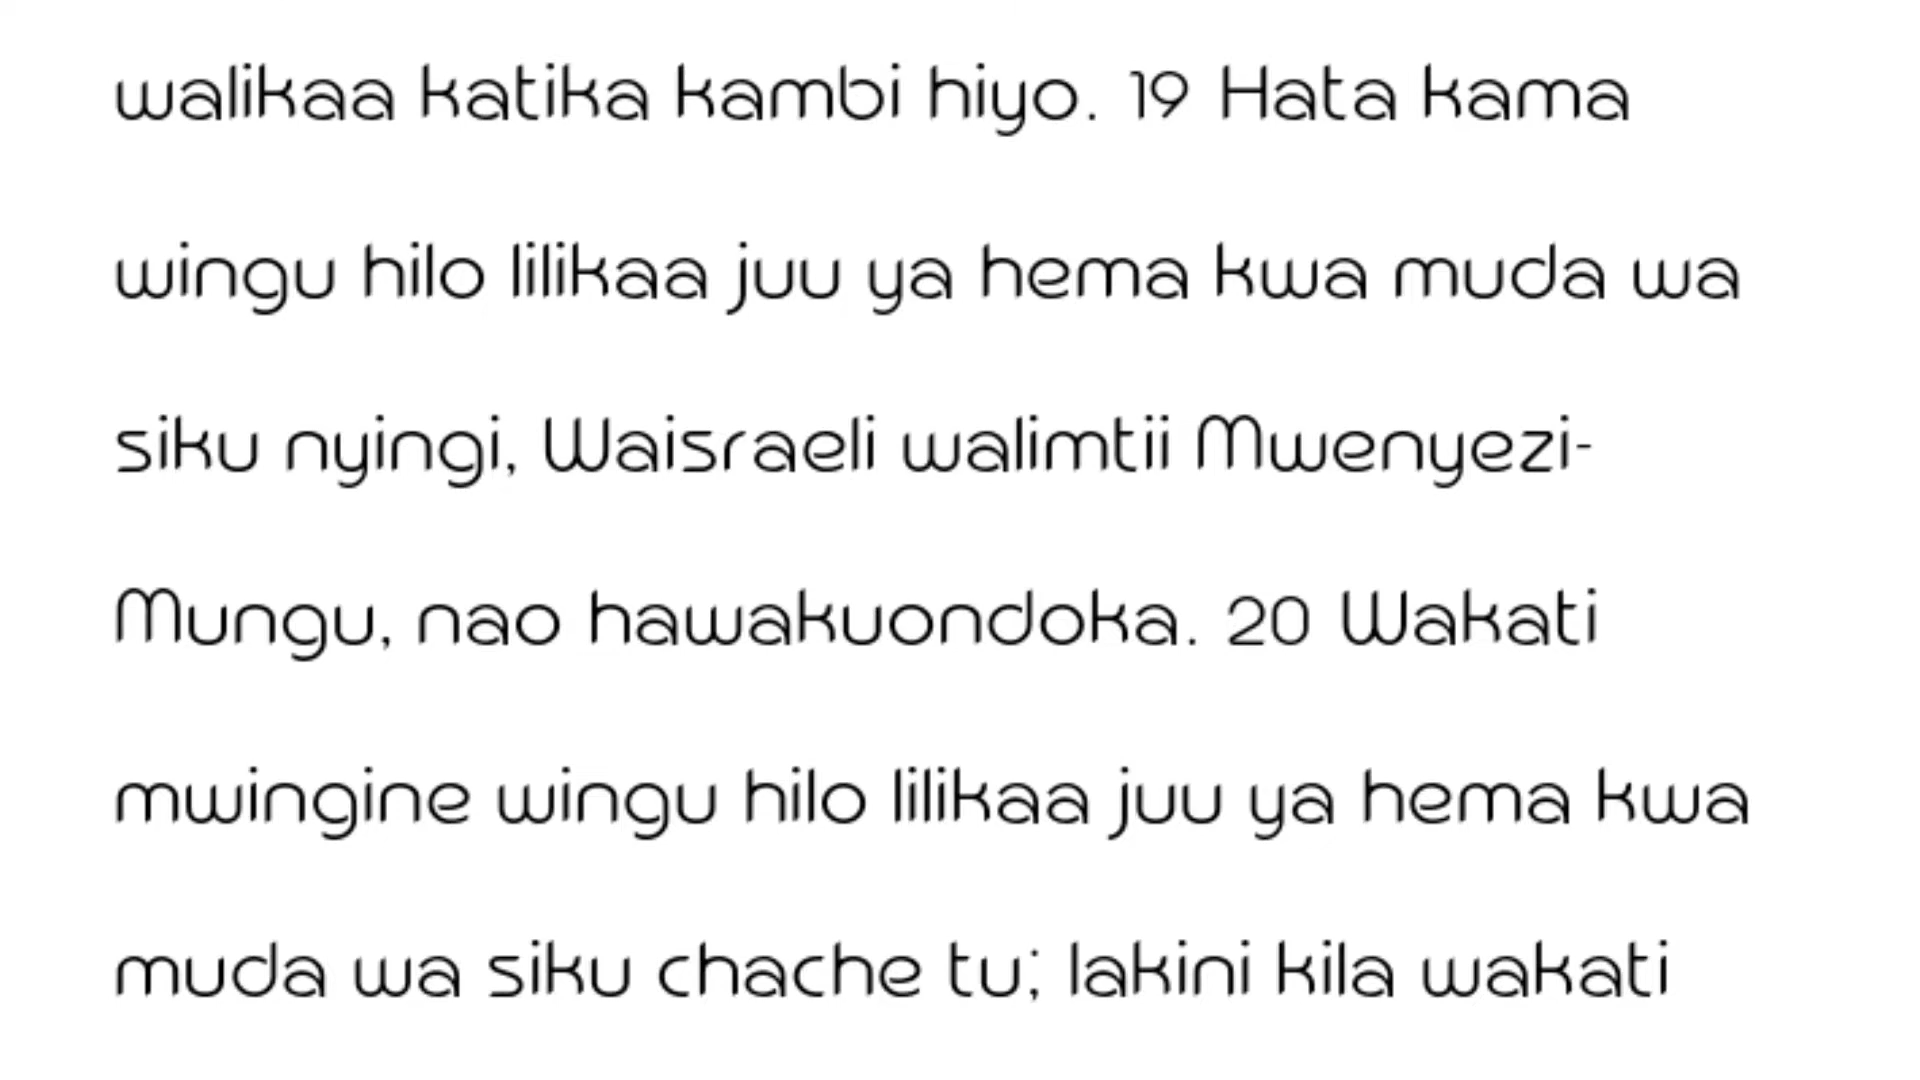 walikaa katika kambi hiyo. 19 Hata kama
wingu hilo lilikaa juu ya hema kwa muda wa
siku nyingi, Waisraeli walimtii Mwenyezi-
Mungu, nao hawakuondoka. 20 Wakati
mwingine wingu hilo lilikaa juu ya hema kwa
muda wa siku chache tu; lakini kila wakati